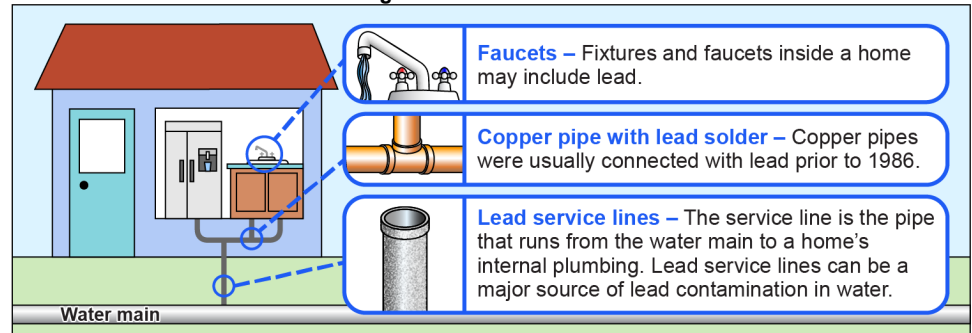 Faucets – Fixtures and faucets inside a home
may include lead.
Copper pipe with lead solder – Copper pipes
were usually connected with lead prior to 1986.
Lead service lines – The service line is the pipe
that runs from the water main to a home's
internal plumbing. Lead service lines can be a
major source of lead contamination in water.
Water main